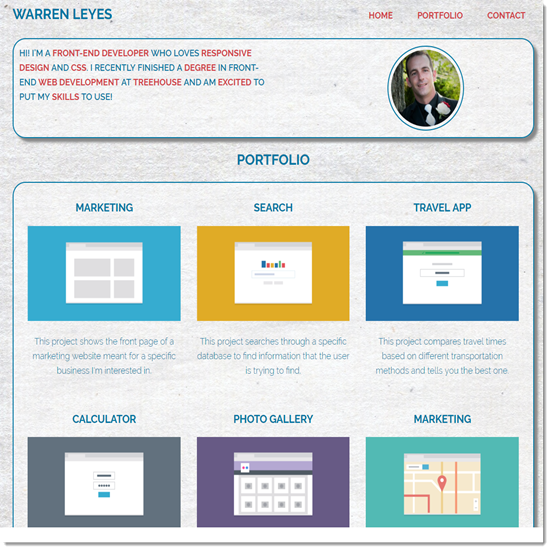 WARREN LEYES
HOME PORTFOLIO CONTACT
HI! I'M A FRONT-END DEVELOPER WHO LOVES RESPONSIVE
DESIGN AND CSS. I RECENTLY FINISHED A DEGREE IN FRONT-
END WEB DEVELOPMENT AT TREEHOUSE AND AM EXCITED TO
PUT MY SKILLS TO USE!
PORTFOLIO
MARKETING
This project shows the front page of a
marketing website meant for a specific
business I'm interested in.
SEARCH
This project searches through a specific
database to find information that the user
is trying to find.
TRAVEL APP
This project compares travel times
based on different transportation
methods and tells you the best one.
CALCULATOR
PHOTO GALLERY
MARKETING